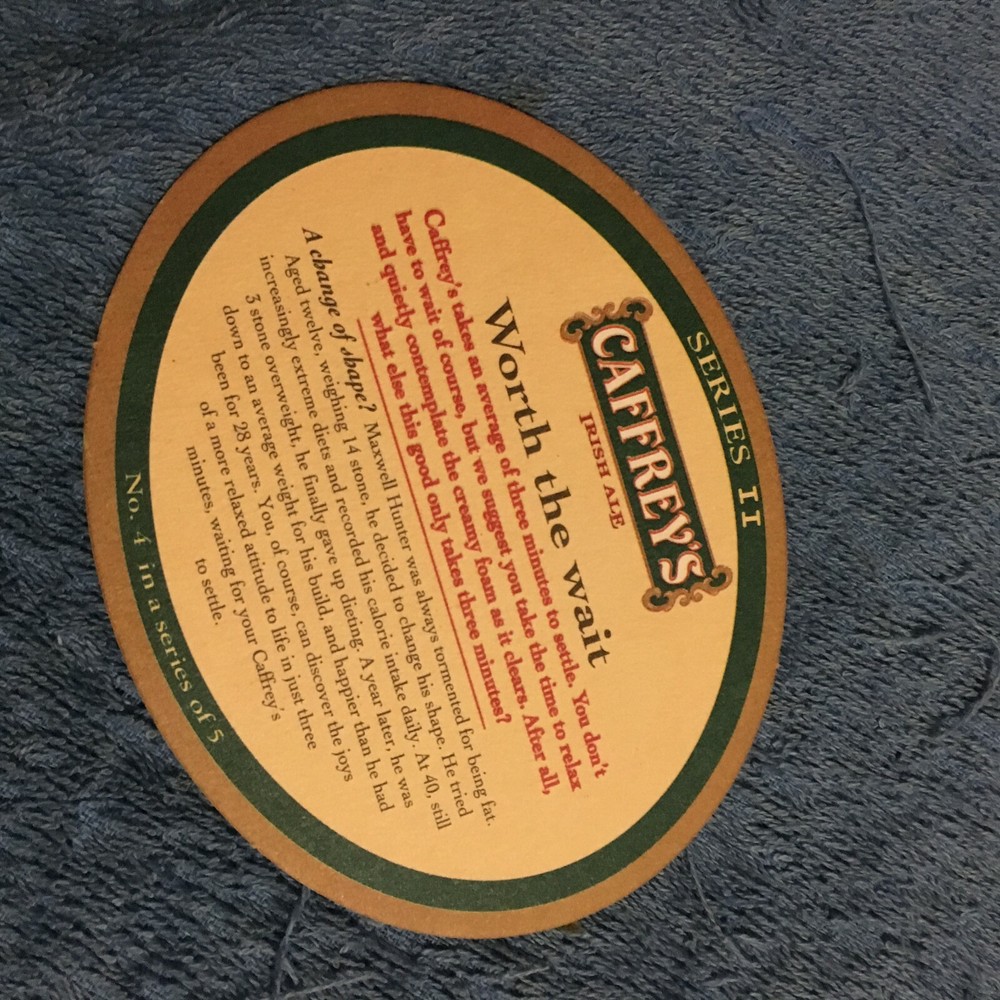 SERIES II
CAFFREY'S
IRISH ALE
Worth the wait
Caffrey's takes an average of three minutes to settle. You don't
have to wait of course, but we suggest you take the time to relax
and quietly contemplate the creamy foam as it clears. After all,
what else this good only takes three minutes?
A change of shape? Maxwell Hunter was always tormented for being fat.
Aged twelve, weighing 14 stone, he decided to change his shape. He tried
increasingly extreme diets and recorded his calorie intake daily. At 40, still
3 stone overweight, he finally gave up dieting. A year later, he was
down to an average weight for his build, and happier than he had
been for 28 years. You, of course, can discover the joys
of a more relaxed attitude to life in just three
minutes, waiting for your Caffrey's
to settle.
No. 4 in a series of 5